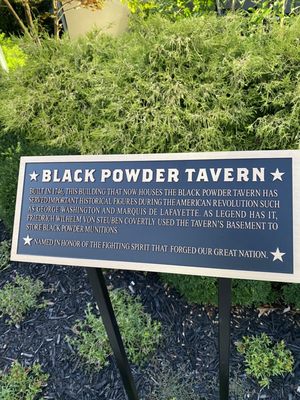 BLACK POWDER TAVERN
BUILT IN 1746, THIS BUILDING THAT NOW HOUSES THE BLACK POWDER TAVERN HAS
SERVED IMPORTANT HISTORICAL FIGURES DURING THE AMERICAN REVOLUTION SUCH
AS GEORGE WASHINGTON AND MARQUIS DE LAFAYETTE. AS LEGEND HAS IT,
FRIEDRICH WILHELM VON STEUBEN COVERTLY USED THE TAVERN'S BASEMENT TO
STORE BLACK POWDER MUNITIONS
NAMED IN HONOR OF THE FIGHTING SPIRIT THAT FORGED OUR GREAT NATION.